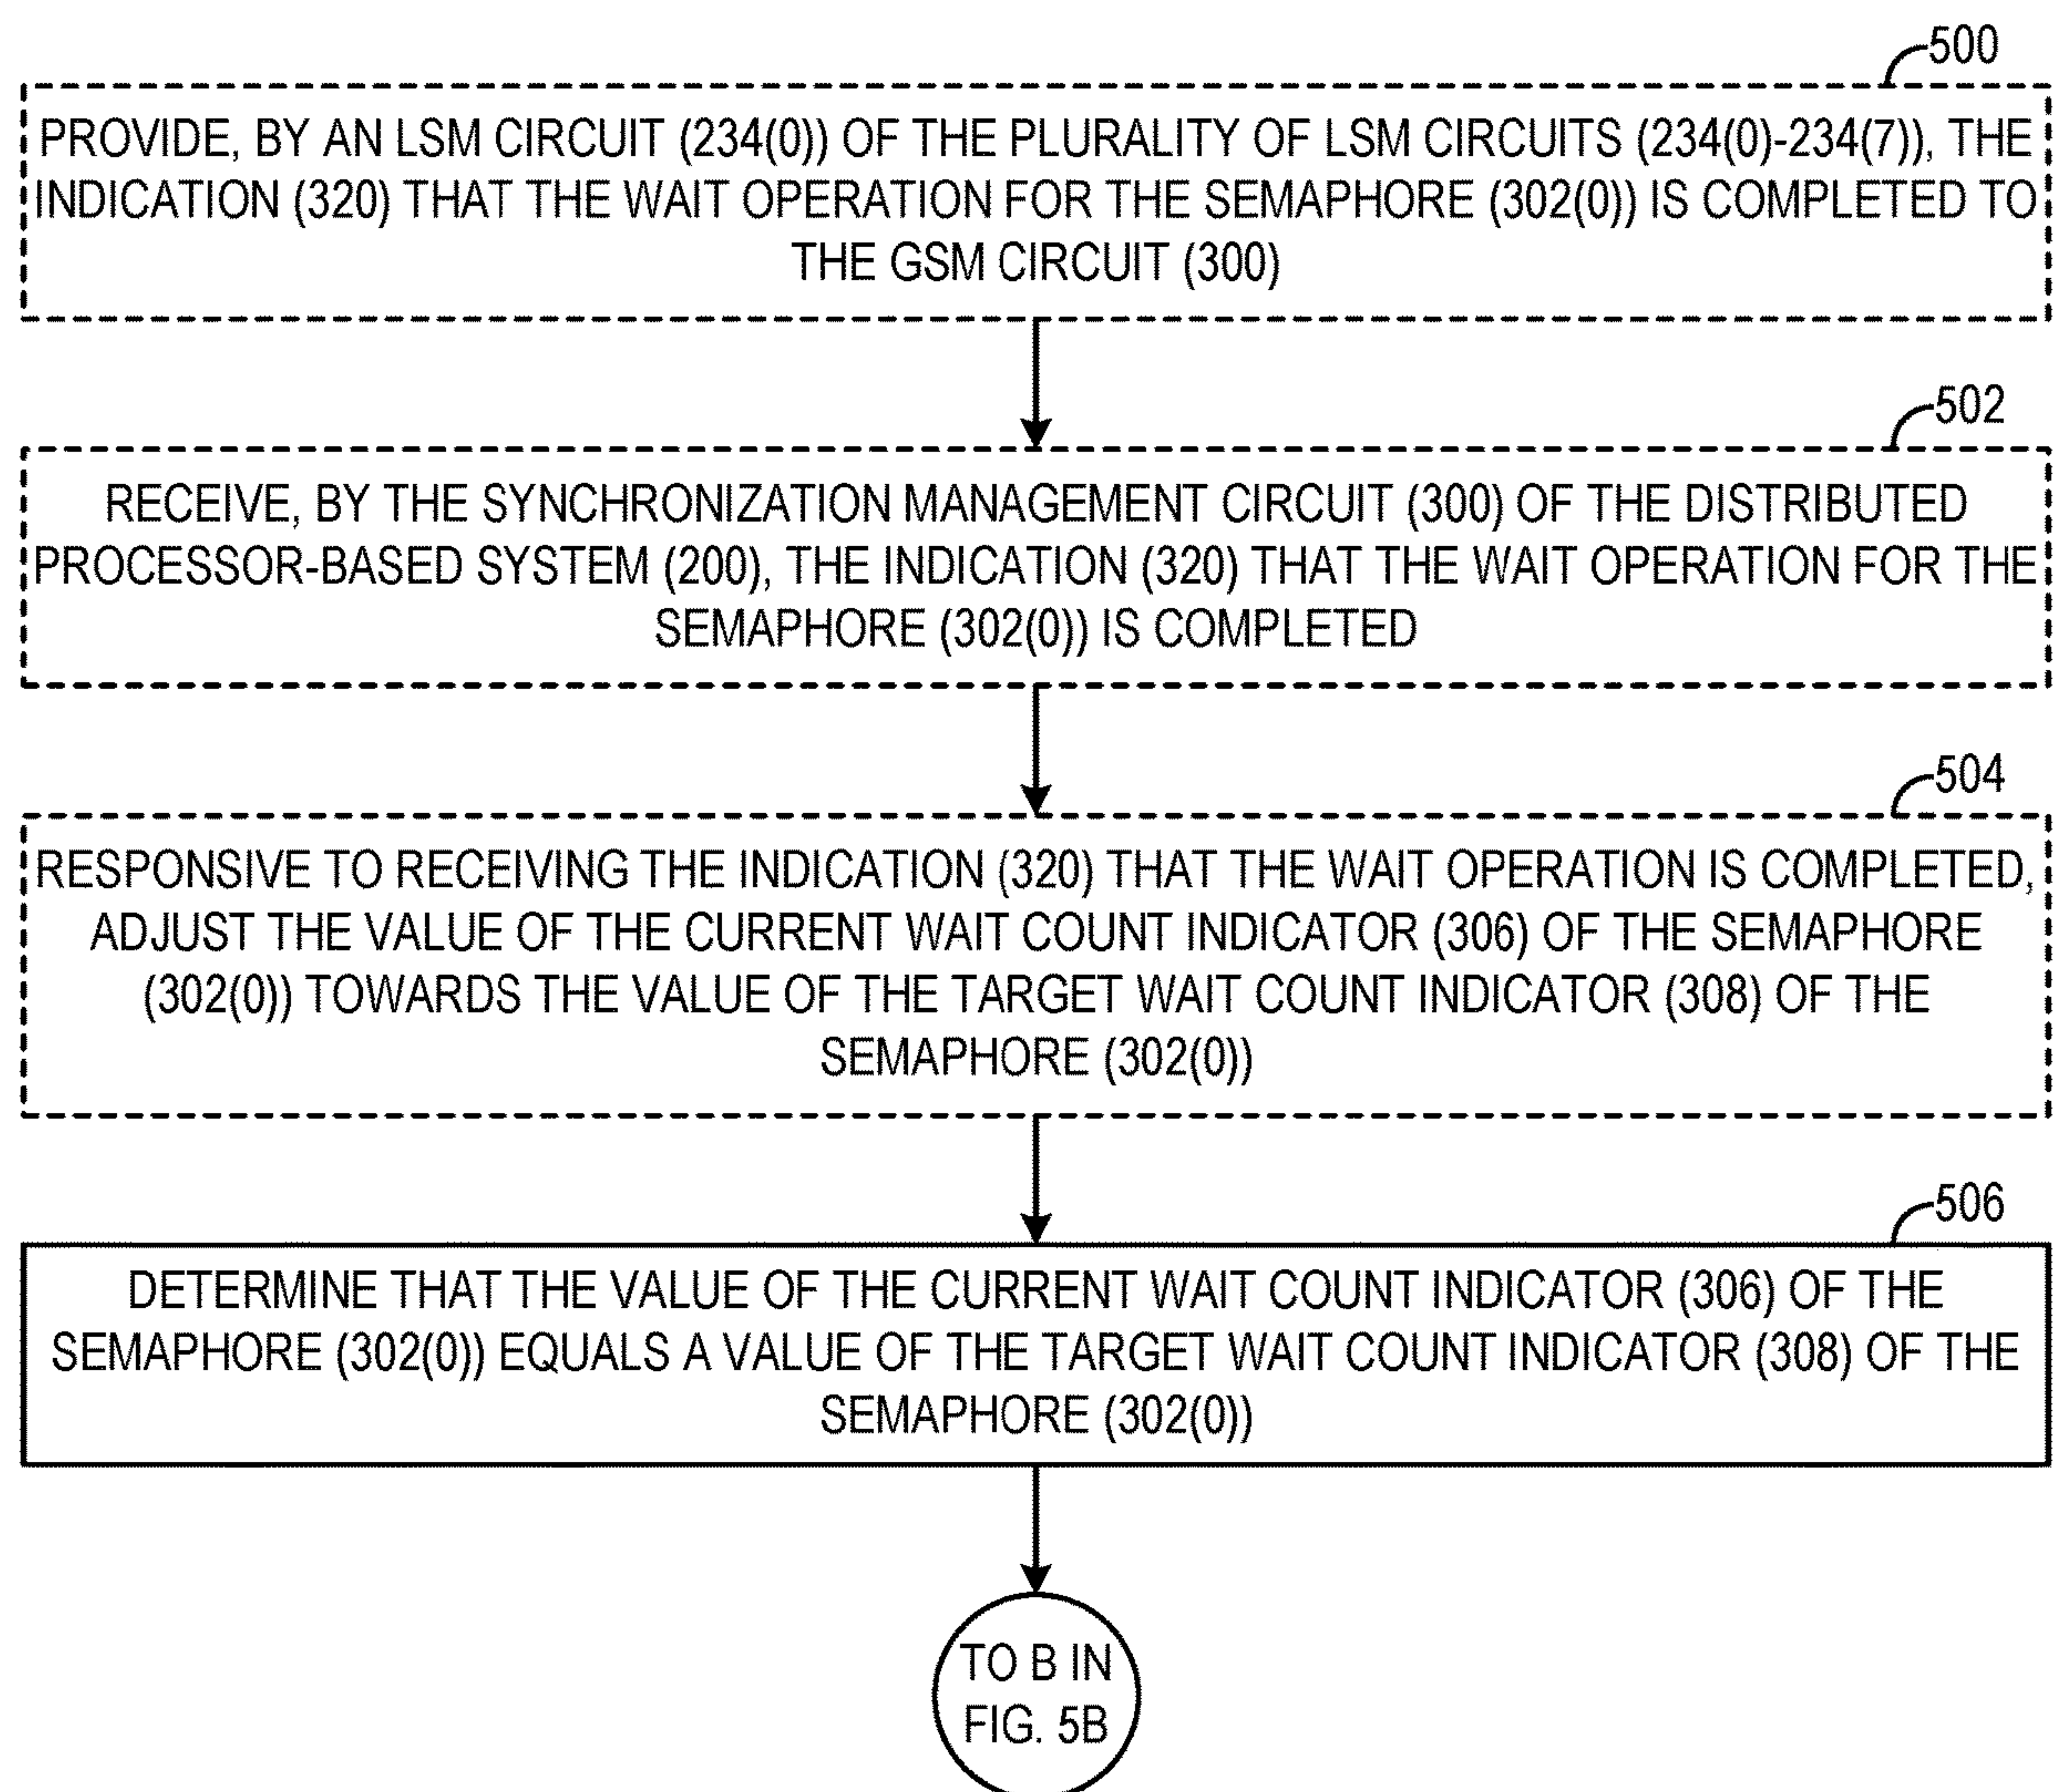 500
PROVIDE, BY AN LSM CIRCUIT (234(0)) OF THE PLURALITY OF LSM CIRCUITS (234(0)-234(7)), THE
INDICATION (320) THAT THE WAIT OPERATION FOR THE SEMAPHORE (302(0)) IS COMPLETED TO
THE GSM CIRCUIT (300)
502
RECEIVE, BY THE SYNCHRONIZATION MANAGEMENT CIRCUIT (300) OF THE DISTRIBUTED
PROCESSOR-BASED SYSTEM (200), THE INDICATION (320) THAT THE WAIT OPERATION FOR THE
SEMAPHORE (302(0)) IS COMPLETED
504
RESPONSIVE TO RECEIVING THE INDICATION (320) THAT THE WAIT OPERATION IS COMPLETED,
ADJUST THE VALUE OF THE CURRENT WAIT COUNT INDICATOR (306) OF THE SEMAPHORE
(302(0)) TOWARDS THE VALUE OF THE TARGET WAIT COUNT INDICATOR (308) OF THE
SEMAPHORE (302(0))
506
DETERMINE THAT THE VALUE OF THE CURRENT WAIT COUNT INDICATOR (306) OF THE
SEMAPHORE (302(0)) EQUALS A VALUE OF THE TARGET WAIT COUNT INDICATOR (308) OF THE
SEMAPHORE (302(0))
TO B IN
FIG. 5B